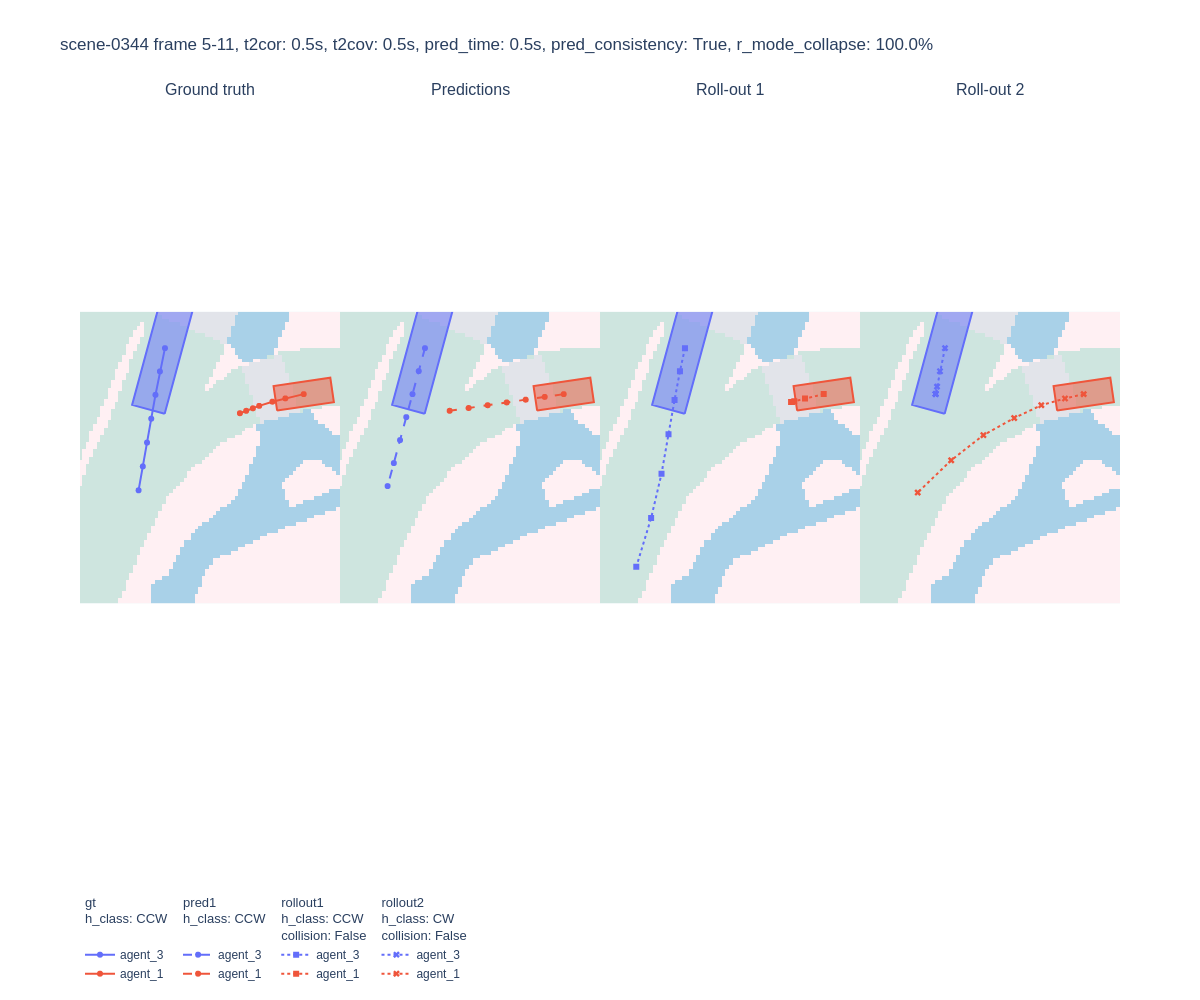 scene-0344 frame 5-11, t2cor: 0.5s, t2cov: 0.5s, pred_time: 0.5s, pred_consistency: True, r_mode_collapse: 100.0%
Ground truth
Predictions
Roll-out 1
Roll-out 2
gt
h_class: CCW
agent_3
agent_1
pred1
h_class: CCW
agent_3
agent_1
rollout1
h_class: CCW
collision: False
agent_3
agent_1
rollout2
h_class: CW
collision: False
agent_3
agent_1